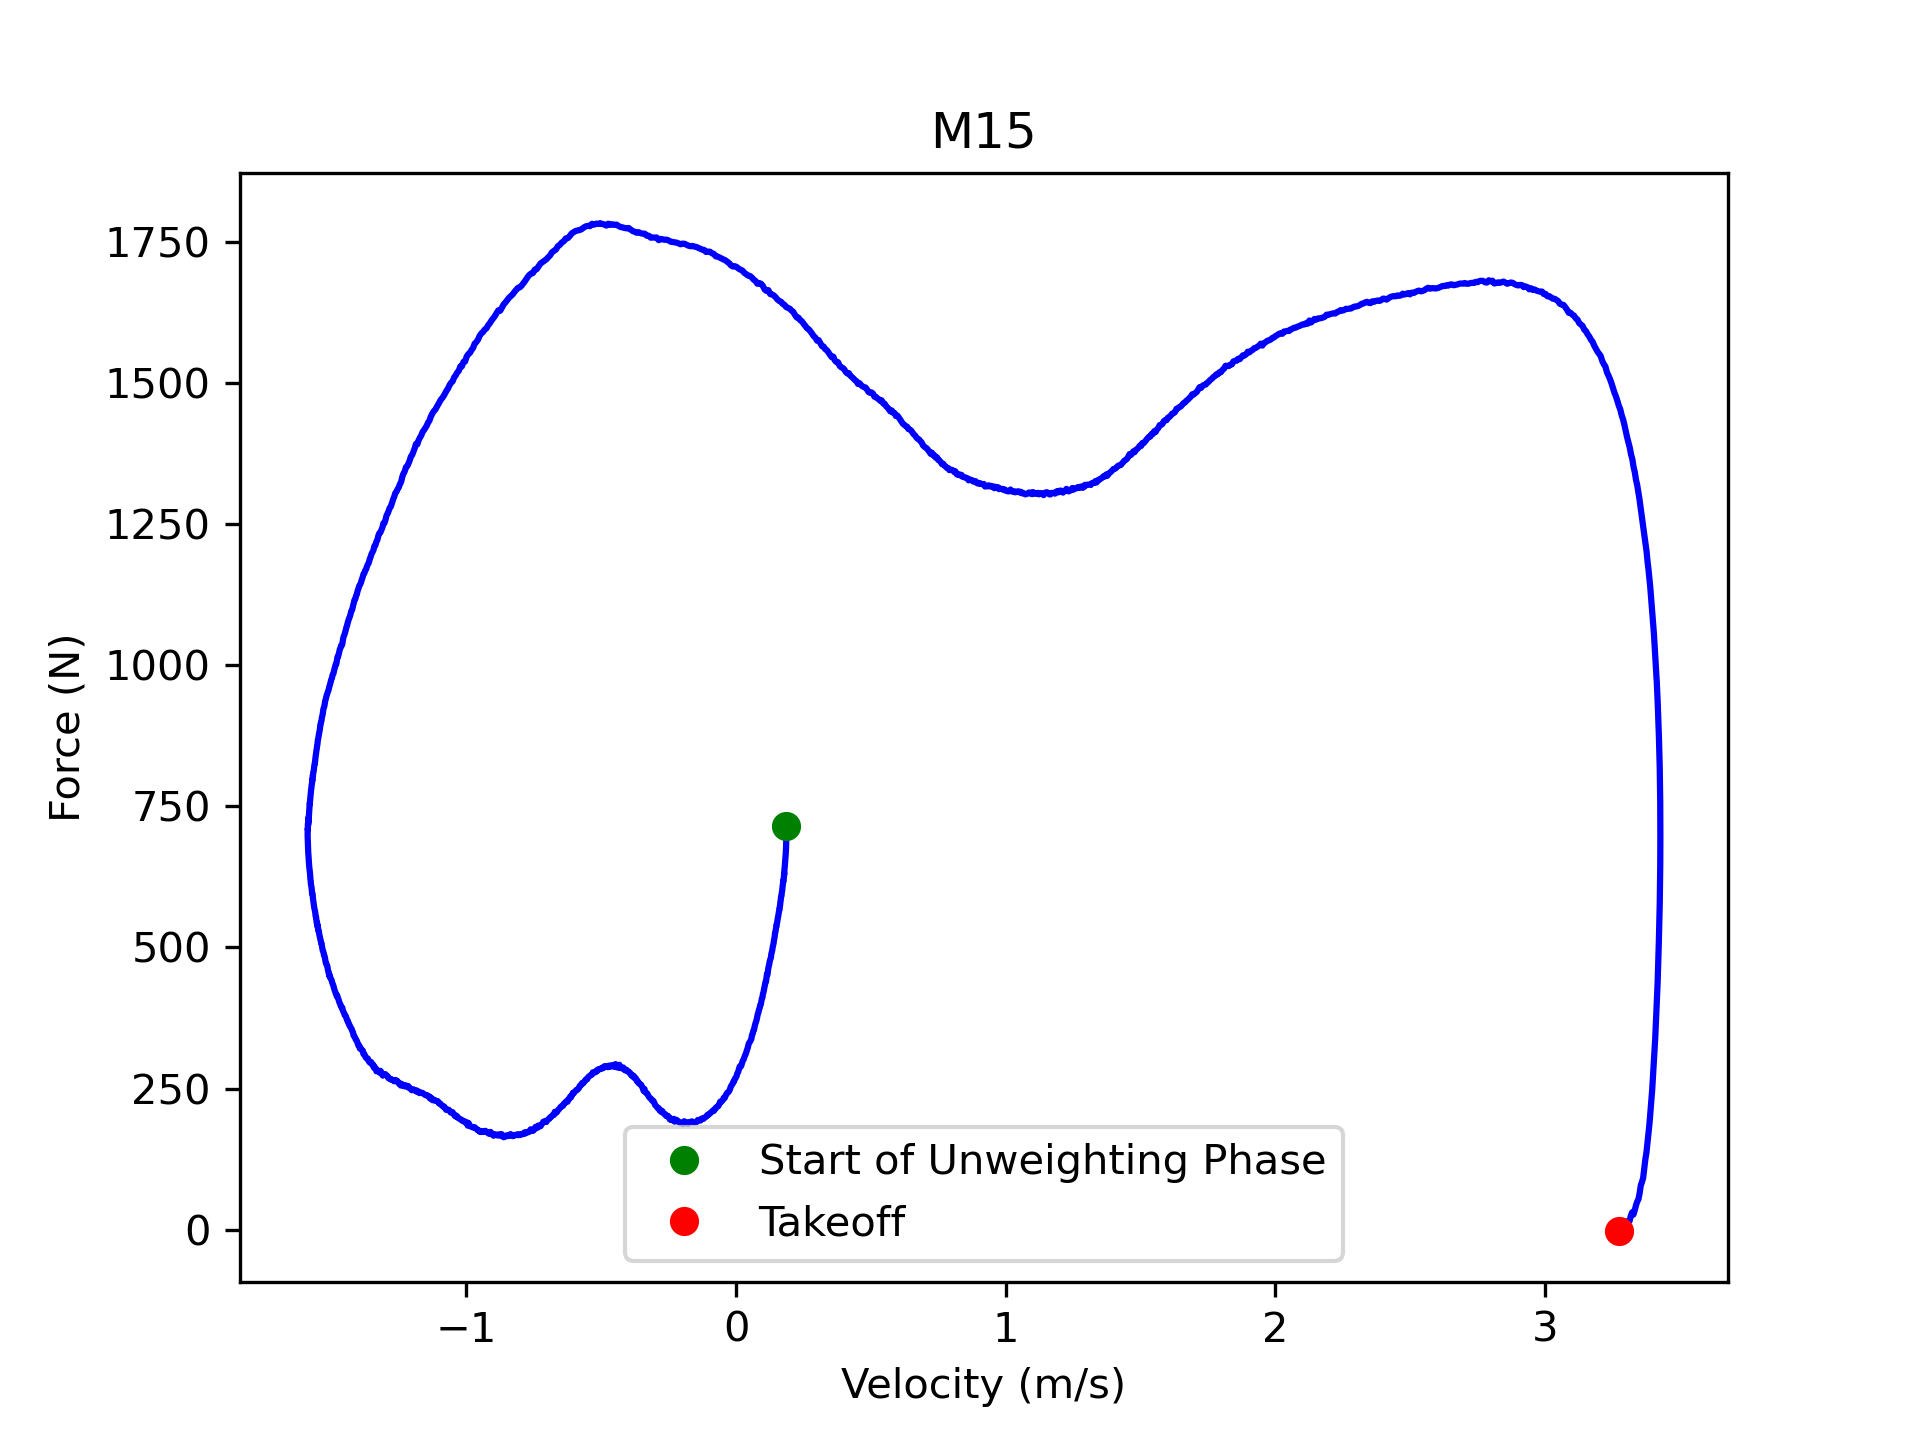 M15
1750
1500
1250
1000
750
500
250
0
Force (N)
Start of Unweighting Phase
Takeoff
−1 0 1 2 3
Velocity (m/s)